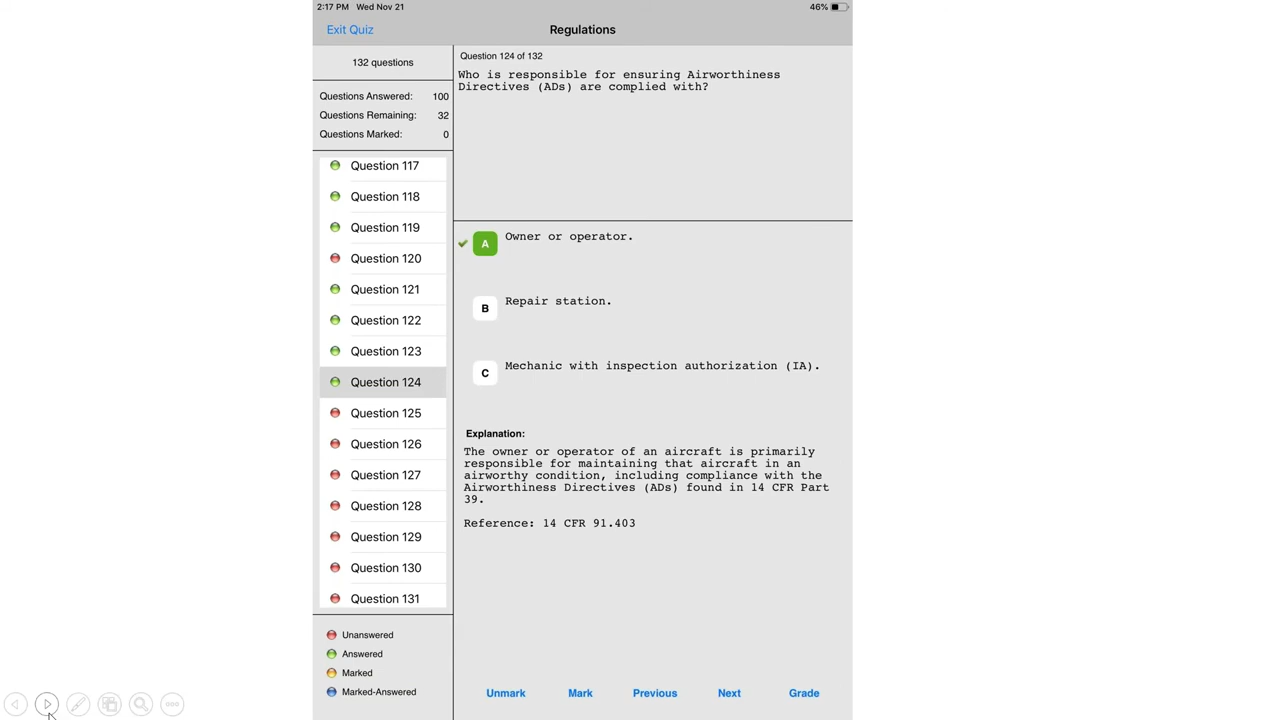 2:17 PM Wed Nov 21
46%
Exit Quiz
Regulations
132 questions
Questions Answered: 100
Questions Remaining: 32
Questions Marked: 0
Question 117
Question 118
Question 119
Question 120
Question 121
Question 122
Question 123
Question 124
Question 125
Question 126
Question 127
Question 128
Question 129
Question 130
Question 131
Unanswered
Answered
Marked
Marked-Answered
Question 124 of 132
Who is responsible for ensuring Airworthiness
Directives (ADs) are complied with?
A Owner or operator.
B Repair station.
C Mechanic with inspection authorization (IA).
Explanation:
The owner or operator of an aircraft is primarily
responsible for maintaining that aircraft in an
airworthy condition, including compliance with the
Airworthiness Directives (ADs) found in 14 CFR Part
39.
Reference: 14 CFR 91.403
Unmark Mark Previous Next Grade